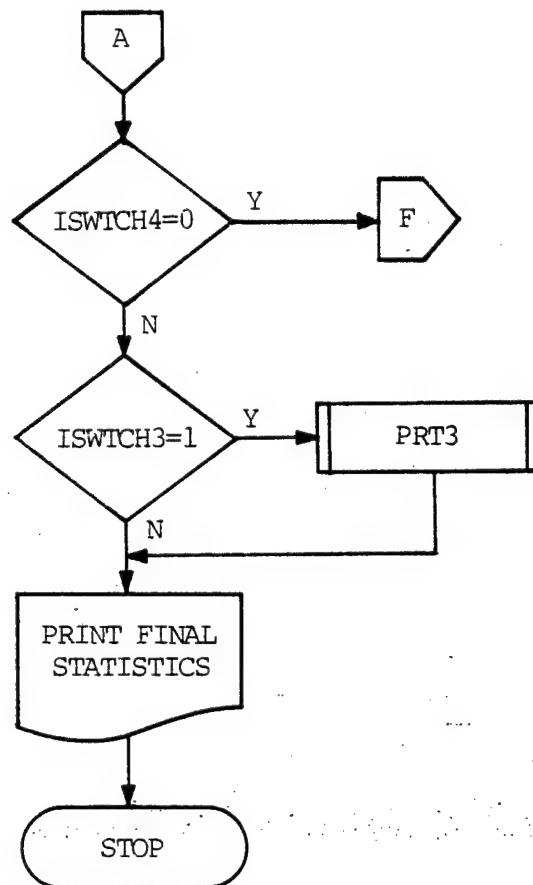 A
ISWTCH4=0
Y
F
N
ISWTCH3=1
Y
PRT3
N
PRINT FINAL
STATISTICS
STOP